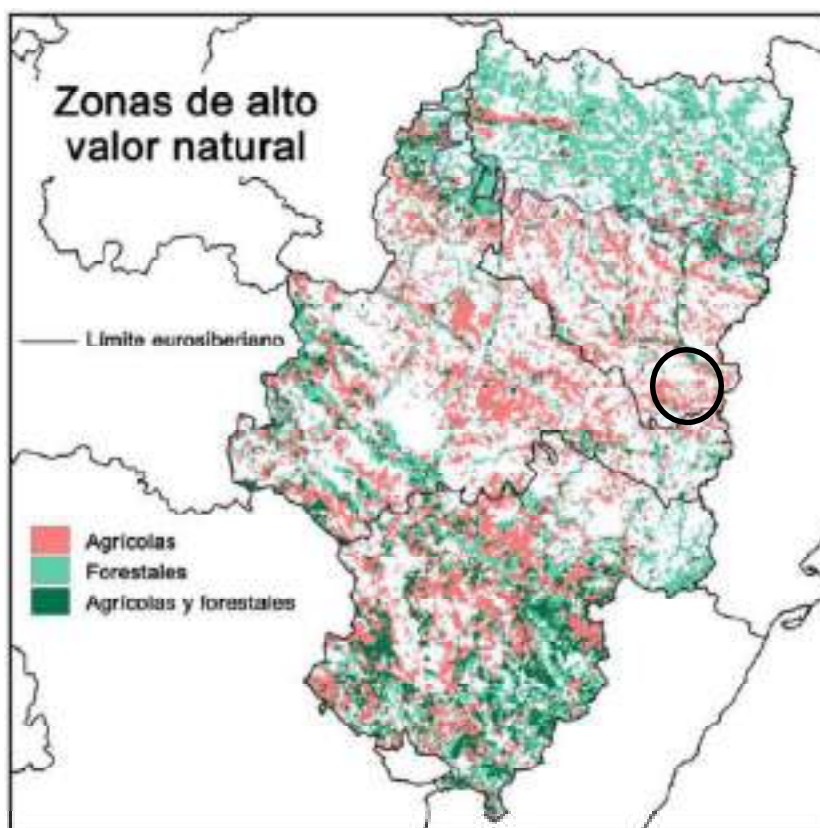 Zonas de alto
valor natural
Límite eurosiberiano
Agrícolas
Forestales
Agrícolas y forestales